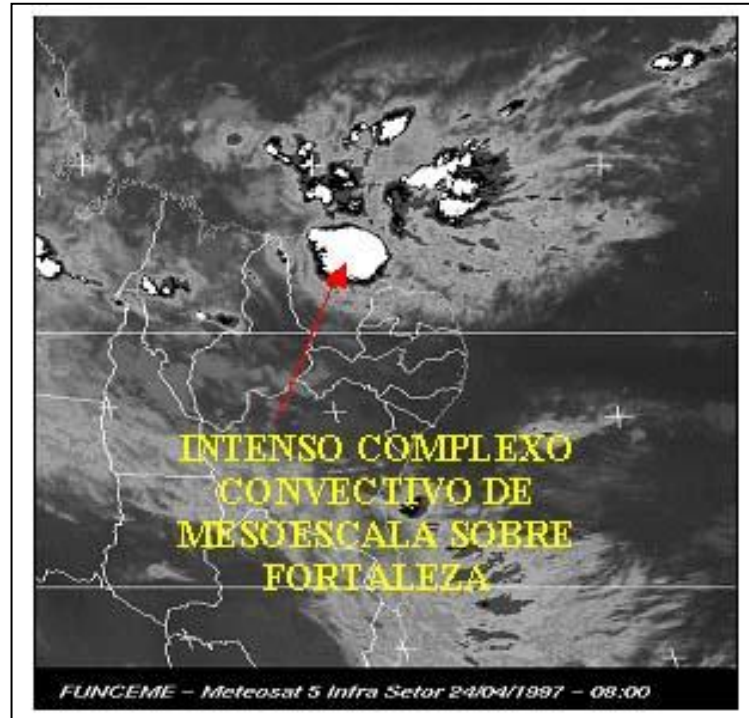 INTENSO COMPLEXO
CONVECTIVO DE
MESOESCALA SOBRE
FORTALEZA
FUNCEME - Meteosat 5 Infra Setor 24/04/1997 - 08:00